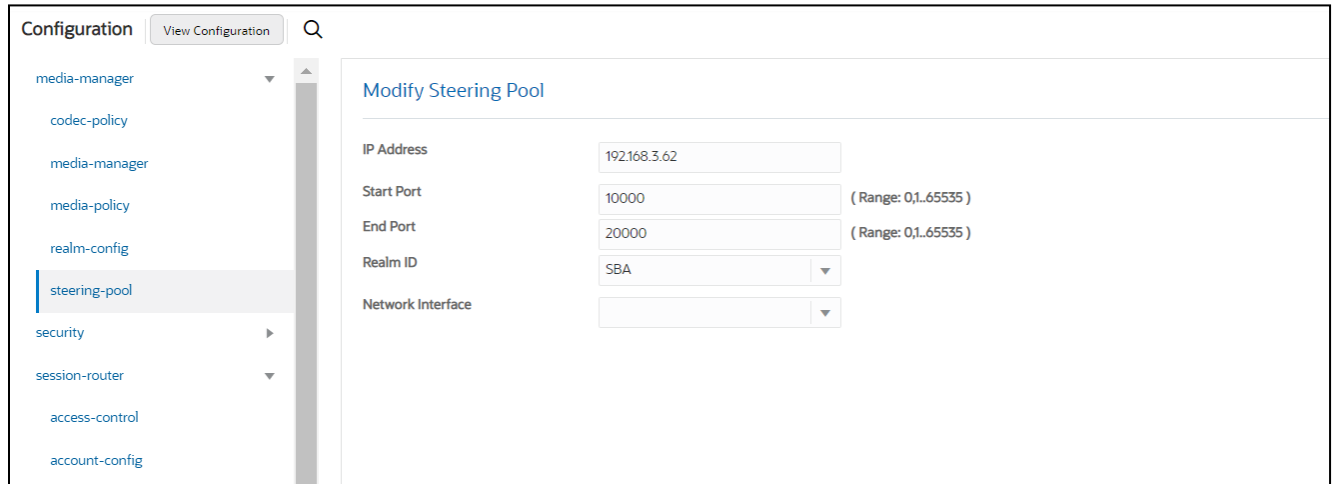 Configuration
View Configuration
media-manager
codec-policy
media-manager
media-policy
realm-config
steering-pool
security
session-router
access-control
account-config
Modify Steering Pool
IP Address
192.168.3.62
Start Port
10000
( Range: 0,1..65535 )
End Port
20000
( Range: 0,1..65535 )
Realm ID
SBA
Network Interface